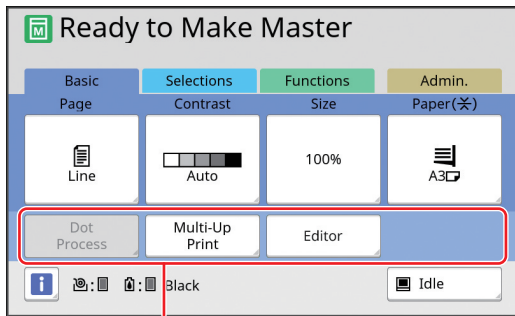 M Ready to Make Master
Basic Selections Functions Admin.
Page Contrast Size Paper(⚹)
Line Auto 100% A3
Dot Process Multi-Up Print Editor
i : : Black Idle